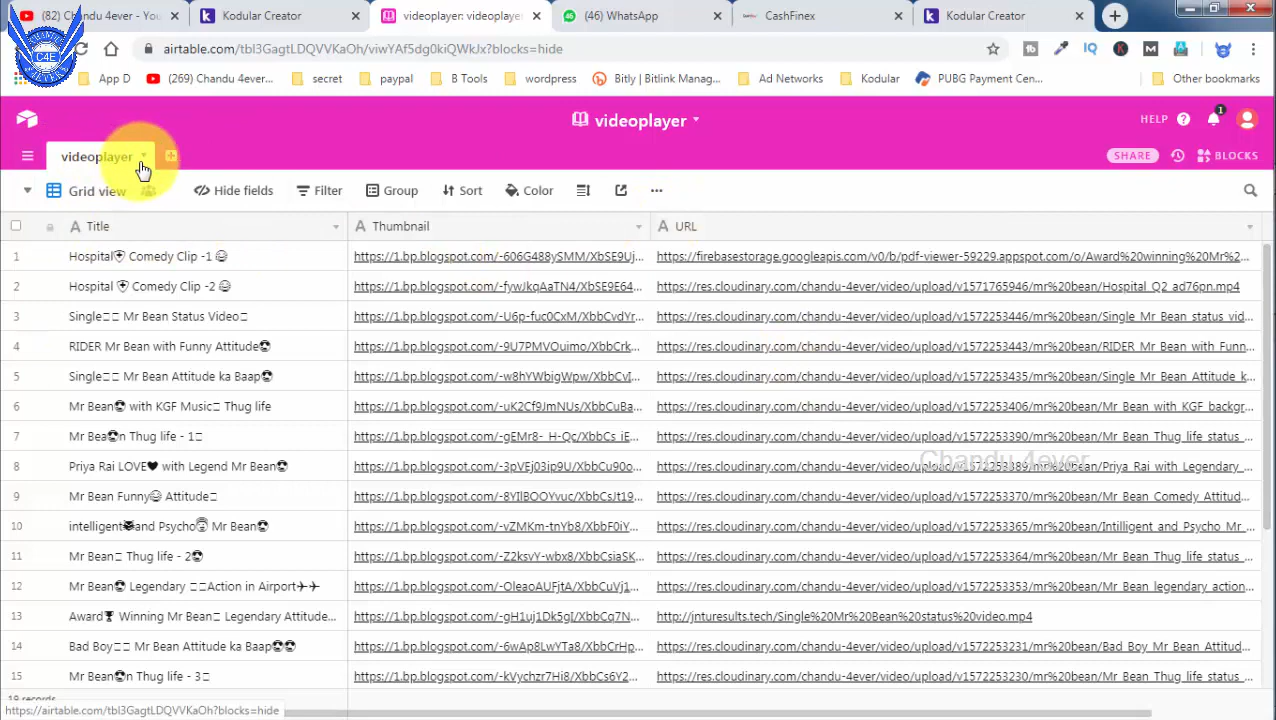 (82) Chandu 4ever - You
Kodular Creator
videoplayer: videoplaye
(46) WhatsApp
CashFinex
Kodular Creator
airtable.com/tbl3GagtLDQVVKaOh/viwYAf5dg0kiQWkJx?blocks=hide
App D
(269) Chandu 4ever...
secret
paypal
B Tools
wordpress
Bitly | Bitlink Manag...
Ad Networks
Kodular
PUBG Payment Cen...
Other bookmarks
C4E
videoplayer
HELP
1
videoplayer
SHARE
BLOCKS
Grid view
Hide fields
Filter
Group
Sort
Color
Title Thumbnail URL
1 Hospital Comedy Clip -1 https://1.bp.blogspot.com/-606G488ySMM/XbSE9Uj... https://firebasestorage.googleapis.com/v0/b/pdf-viewer-59229.appspot.com/o/Award%20winning%20Mr%2...
2 Hospital Comedy Clip -2 https://1.bp.blogspot.com/-fywJkqAaTN4/XbSE9E64... https://res.cloudinary.com/chandu-4ever/video/upload/v1571765946/mr%20bean/Hospital_Q2_ad76pn.mp4
3 Single Mr Bean Status Video https://1.bp.blogspot.com/-U6p-fuc0CxM/XbbCvdYr... https://res.cloudinary.com/chandu-4ever/video/upload/v1572253446/mr%20bean/Single_Mr_Bean_status_vid...
4 RIDER Mr Bean with Funny Attitude https://1.bp.blogspot.com/-9U7PMVOuimo/XbbCrk... https://res.cloudinary.com/chandu-4ever/video/upload/v1572253443/mr%20bean/RIDER_Mr_Bean_with_Funn...
5 Single Mr Bean Attitude ka Baap https://1.bp.blogspot.com/-w8hYWbigWpw/XbbCvI... https://res.cloudinary.com/chandu-4ever/video/upload/v1572253435/mr%20bean/Single_Mr_Bean_Attitude_k...
6 Mr Bean with KGF Music Thug life https://1.bp.blogspot.com/-uK2Cf9JmNUs/XbbCuBa... https://res.cloudinary.com/chandu-4ever/video/upload/v1572253406/mr%20bean/Mr_Bean_with_KGF_backgr...
7 Mr Bean Thug life - 1 https://1.bp.blogspot.com/-gEMr8-_H-Qc/XbbCs_iE... https://res.cloudinary.com/chandu-4ever/video/upload/v1572253390/mr%20bean/Mr_Bean_Thug_life_status_...
8 Priya Rai LOVE♥ with Legend Mr Bean https://1.bp.blogspot.com/-3pVEj03ip9U/XbbCu90o... https://res.cloudinary.com/chandu-4ever/video/upload/v1572253389/mr%20bean/Priya_Rai_with_Legendary_...
Chandu 4ever
9 Mr Bean Funny Attitude https://1.bp.blogspot.com/-8YIlBOOYvuc/XbbCsJt19... https://res.cloudinary.com/chandu-4ever/video/upload/v1572253370/mr%20bean/Mr_Bean_Comedy_Attitud...
10 intelligent and Psycho Mr Bean https://1.bp.blogspot.com/-vZMKm-tnYb8/XbbF0iY... https://res.cloudinary.com/chandu-4ever/video/upload/v1572253365/mr%20bean/Intilligent_and_Psycho_Mr_...
11 Mr Bean Thug life - 2 https://1.bp.blogspot.com/-Z2ksvY-wbx8/XbbCsiaSK... https://res.cloudinary.com/chandu-4ever/video/upload/v1572253364/mr%20bean/Mr_Bean_Thug_life_status_...
12 Mr Bean Legendary Action in Airport✈✈ https://1.bp.blogspot.com/-OleaoAUFjtA/XbbCuVj1... https://res.cloudinary.com/chandu-4ever/video/upload/v1572253353/mr%20bean/Mr_Bean_legendary_action...
13 Award Winning Mr Bean Legendary Attitude... https://1.bp.blogspot.com/-gH1uj1Dk5gI/XbbCq7N... http://jnturesults.tech/Single%20Mr%20Bean%20status%20video.mp4
14 Bad Boy Mr Bean Attitude ka Baap https://1.bp.blogspot.com/-6wAp8LwYTa8/XbbCrHp... https://res.cloudinary.com/chandu-4ever/video/upload/v1572253231/mr%20bean/Bad_Boy_Mr_Bean_Attitud...
15 Mr Bean Thug life - 3 https://1.bp.blogspot.com/-kVychzr7Hi8/XbbCs6Y2... https://res.cloudinary.com/chandu-4ever/video/upload/v1572253230/mr%20bean/Mr_Bean_Thug_life_status_...
19 records
https://airtable.com/tbl3GagtLDQVVKaOh?blocks=hide